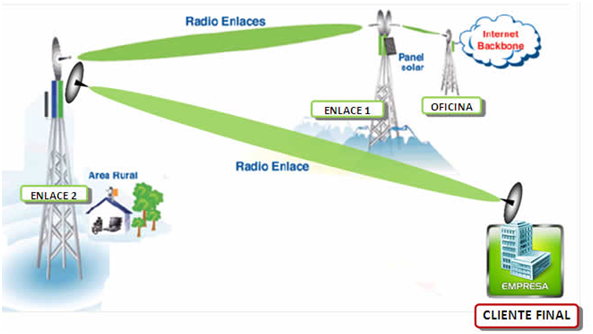 Radio Enlaces
Internet
Backbone
Panel
solar
ENLACE 1
OFICINA
Radio Enlace
Area Rural
ENLACE 2
EMPRESA
CLIENTE FINAL